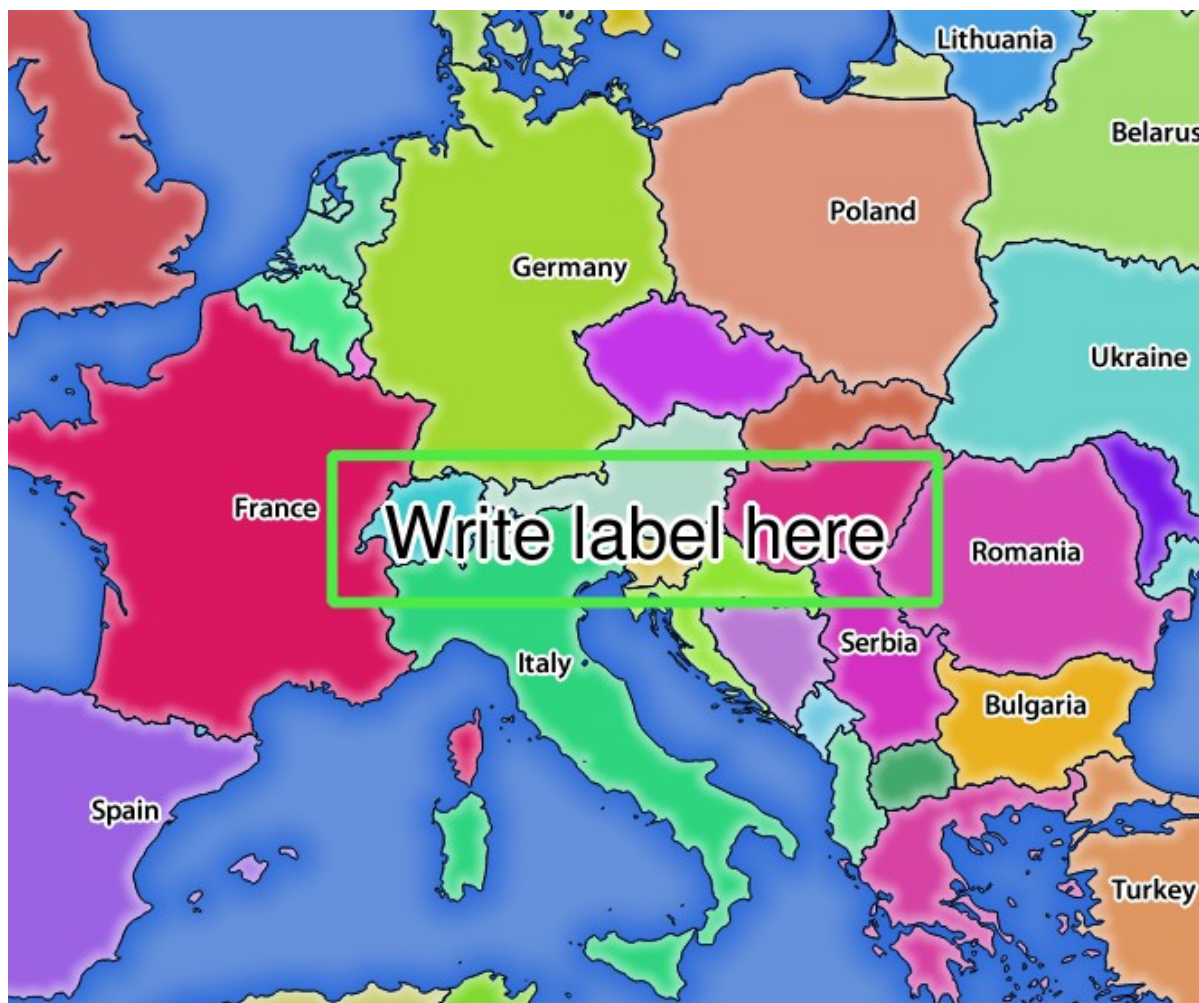 Lithuania
Belarus
Poland
Germany
Ukraine
France
Write label here
Romania
Serbia
Italy
Bulgaria
Spain
Turkey